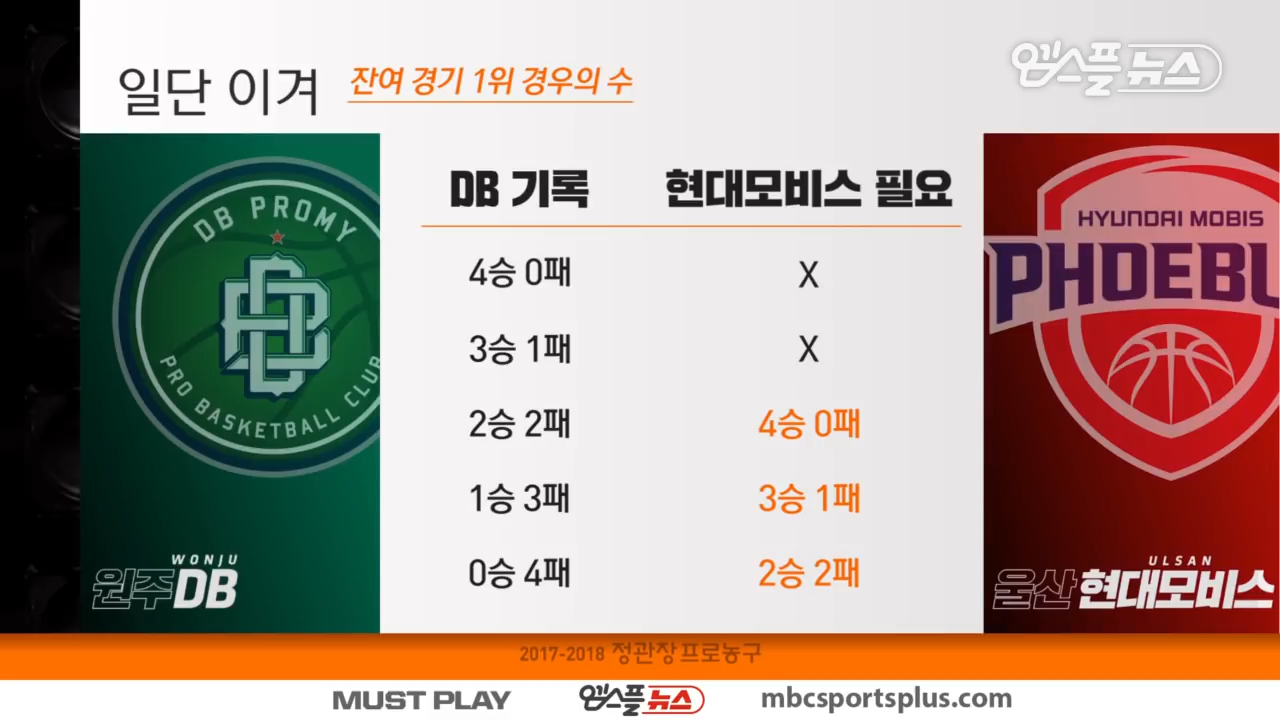 일단 이겨 잔여 경기 1위 경우의 수
엠스플 뉴스
DB 기록 현대모비스 필요
4승 0패 X
3승 1패 X
2승 2패 4승 0패
1승 3패 3승 1패
0승 4패 2승 2패
DB PROMY
DB
PRO BASKETBALL CLUB
WONJU
원주DB
HYUNDAI MOBIS
PHOEBU
ULSAN
울산현대모비스
2017-2018 정관장 프로농구
MUST PLAY 엠스플뉴스 mbcsportsplus.com